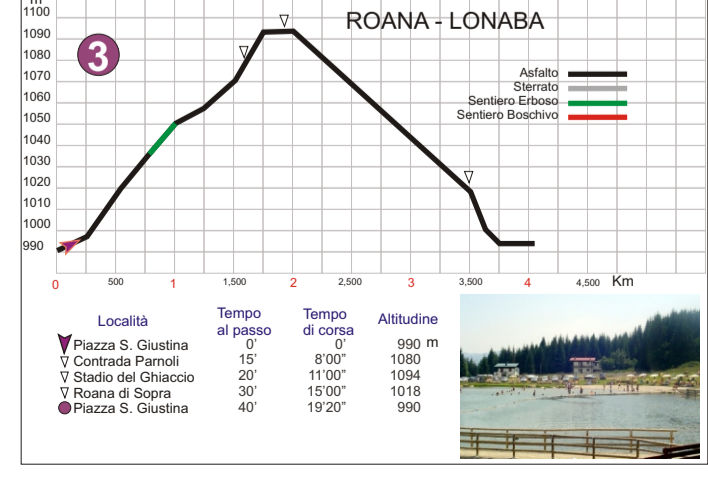 m
1100
ROANA - LONABA
1090
3
1080
1070
Asfalto
Sterrato
1060
Sentiero Erboso
1050
Sentiero Boschivo
1040
1030
1020
1010
1000
990
0 500 1 1,500 2 2,500 3 3,500 4 4,500 Km
Località Tempo al passo Tempo di corsa Altitudine
Piazza S. Giustina 0’ 0’ 990 m
Contrada Parnoli 15’ 8’00” 1080
Stadio del Ghiaccio 20’ 11’00” 1094
Roana di Sopra 30’ 15’00” 1018
Piazza S. Giustina 40’ 19’20” 990